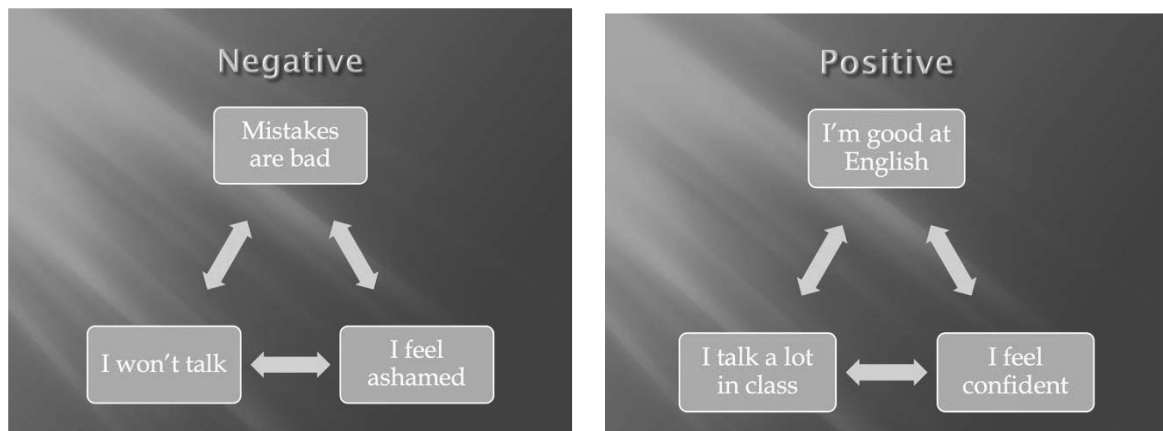 Negative
Mistakes
are bad
I won't talk
I feel
ashamed
Positive
I'm good at
English
I talk a lot
in class
I feel
confident